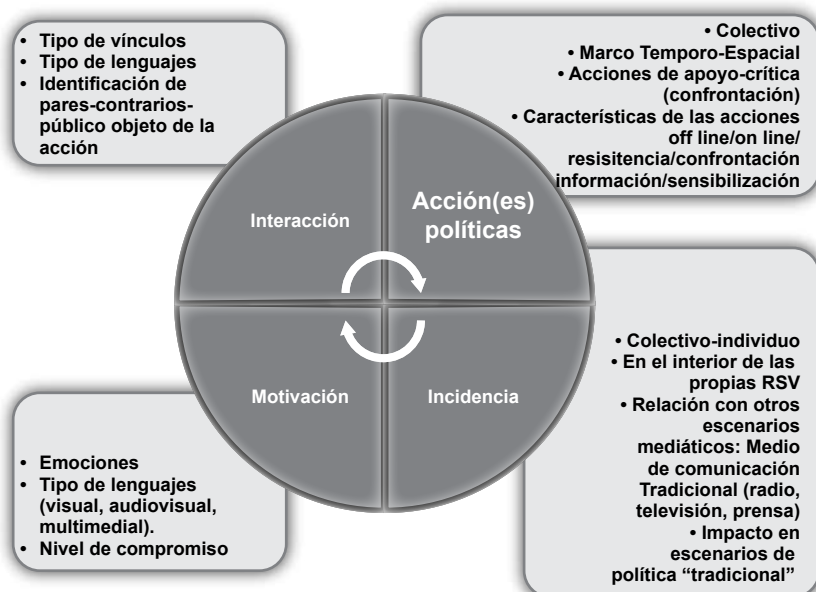 • Tipo de vínculos
• Tipo de lenguajes
• Identificación de
pares-contrarios-
público objeto de la
acción
• Colectivo
• Marco Temporo-Espacial
• Acciones de apoyo-crítica
(confrontación)
• Características de las acciones
off line/on line/
resisitencia/confrontación
información/sensibilización
Interacción
Acción(es)
políticas
Motivación
Incidencia
• Emociones
• Tipo de lenguajes
(visual, audiovisual,
multimedial).
• Nivel de compromiso
• Colectivo-individuo
• En el interior de las
propias RSV
• Relación con otros
escenarios
mediáticos: Medio
de comunicación
Tradicional (radio,
televisión, prensa)
• Impacto en
escenarios de
política “tradicional”